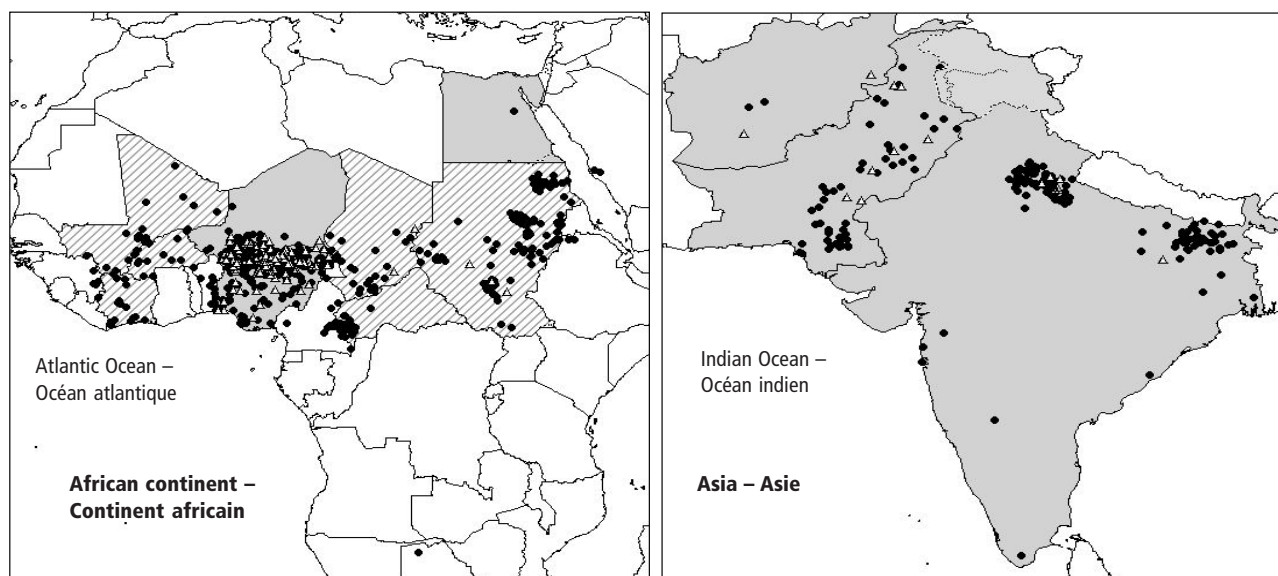 Atlantic Ocean –
Océan atlantique
African continent –
Continent africain
Indian Ocean –
Océan indien
Asia – Asie